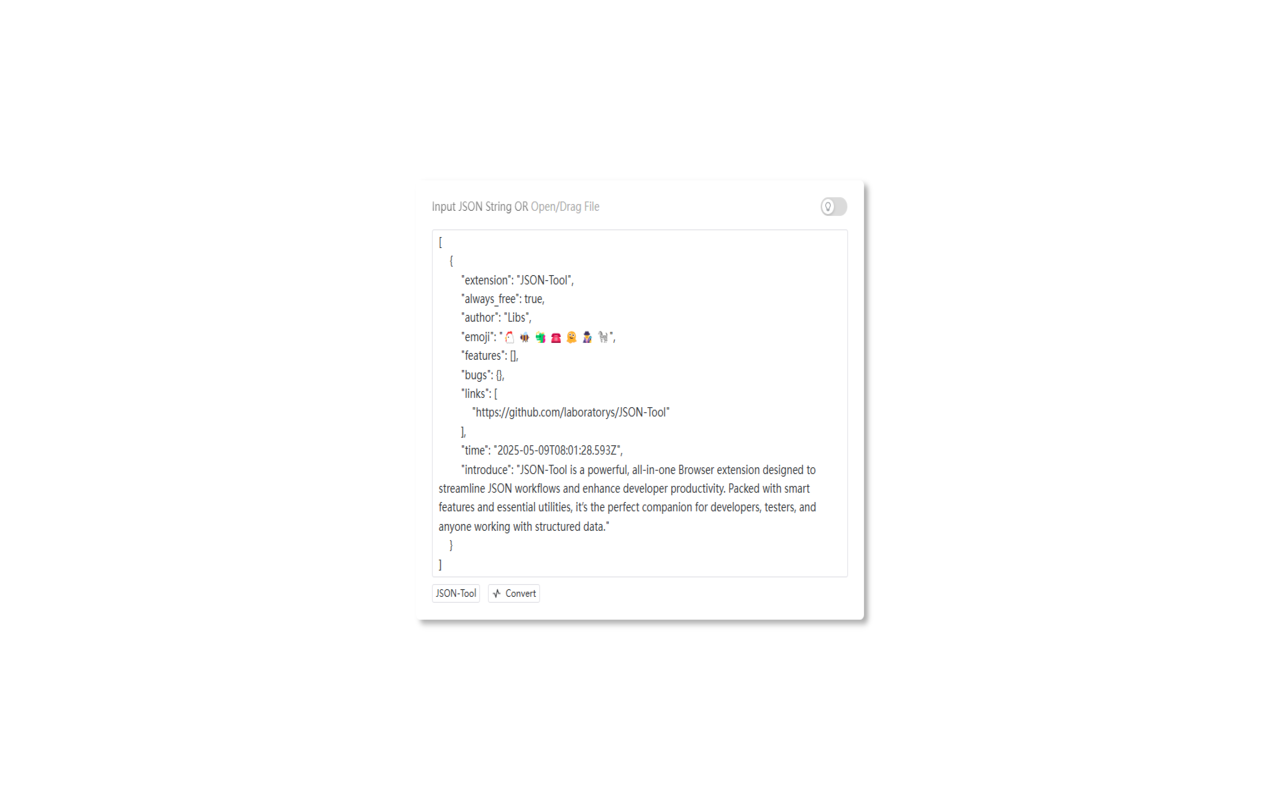 Input JSON String OR Open/Drag File
[
    {
        "extension": "JSON-Tool",
        "always_free": true,
        "author": "Libs",
        "emoji": "🐔 🐝 🐲 ☎️ 🤗 🕵️ 🐩",
        "features": [],
        "bugs": {},
        "links": [
            "https://github.com/laboratorys/JSON-Tool"
        ],
        "time": "2025-05-09T08:01:28.593Z",
        "introduce": "JSON-Tool is a powerful, all-in-one Browser extension designed to
streamline JSON workflows and enhance developer productivity. Packed with smart
features and essential utilities, it’s the perfect companion for developers, testers, and
anyone working with structured data."
    }
]
JSON-Tool Convert